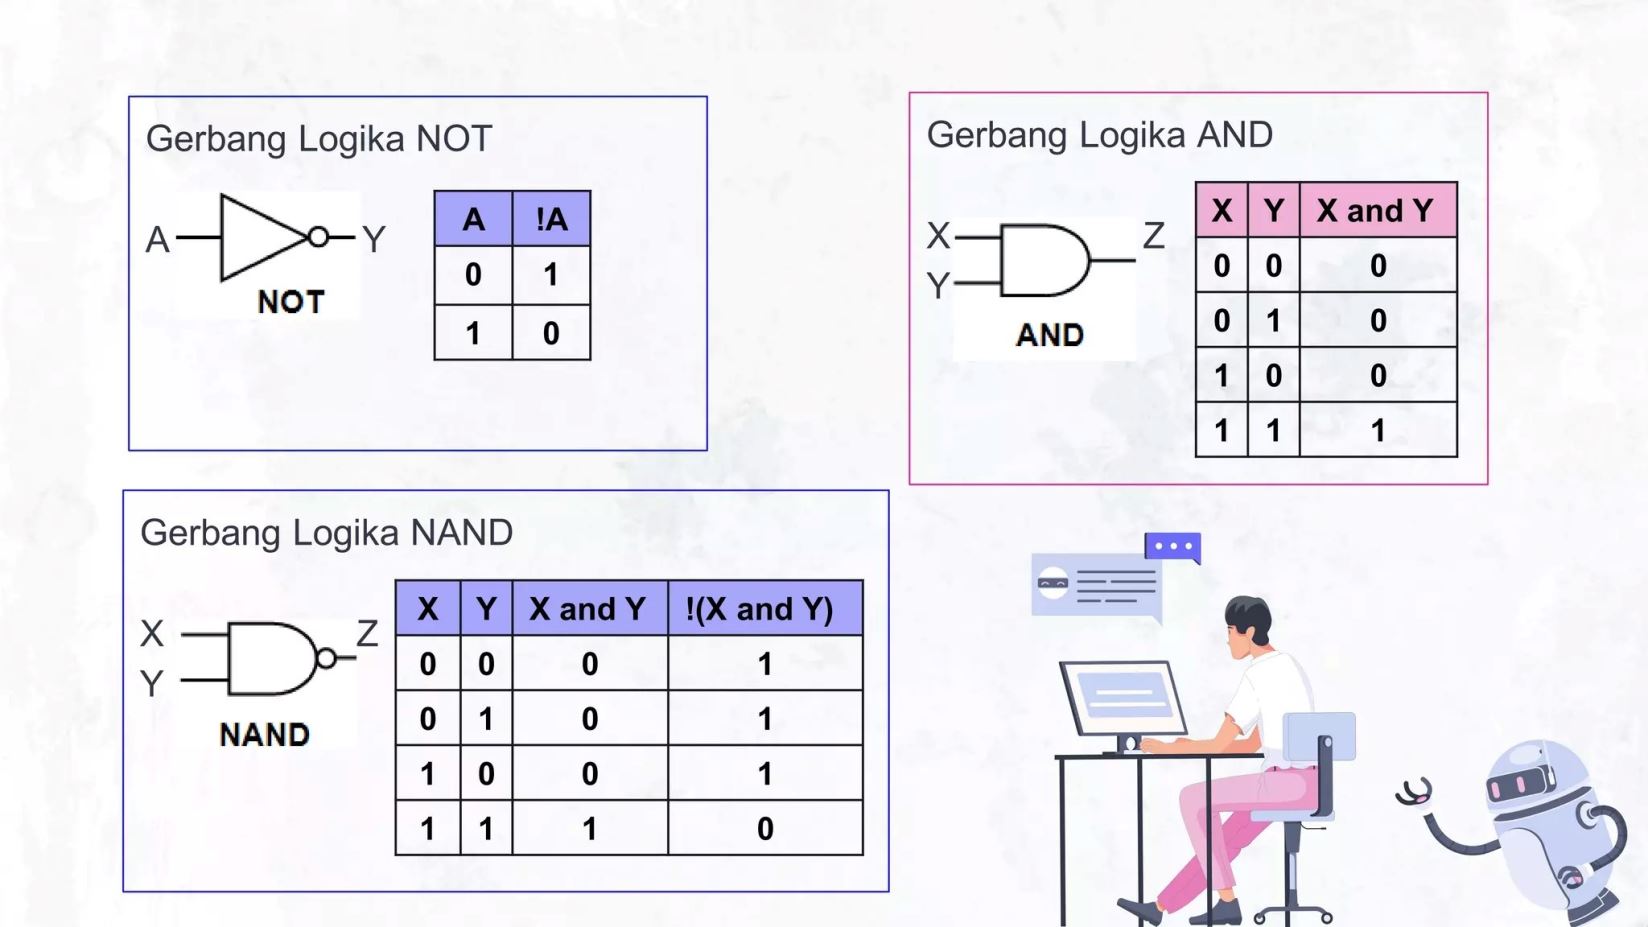 Gerbang Logika NOT
A
Y
NOT
A !A
0 1
1 0
Gerbang Logika AND
X
Y
Z
AND
X Y X and Y
0 0 0
0 1 0
1 0 0
1 1 1
Gerbang Logika NAND
X
Y
Z
NAND
X Y X and Y !(X and Y)
0 0 0 1
0 1 0 1
1 0 0 1
1 1 1 0